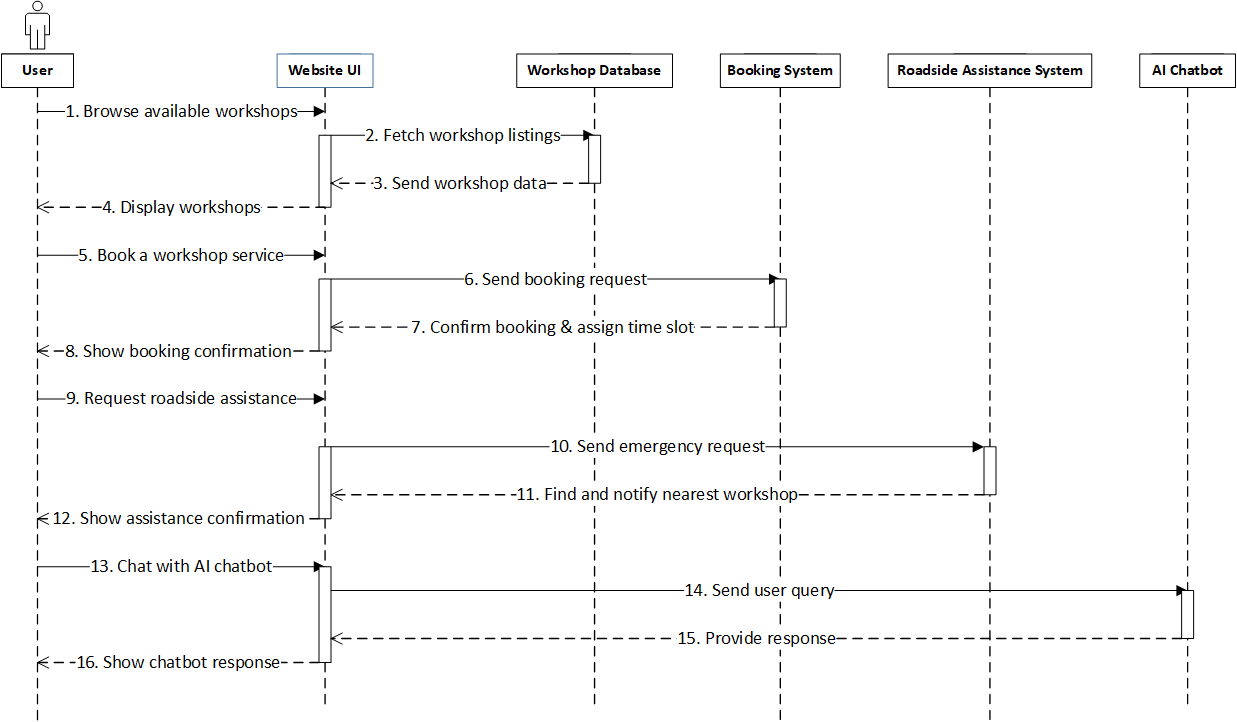 User
Website UI
Workshop Database
Booking System
Roadside Assistance System
AI Chatbot
1. Browse available workshops
2. Fetch workshop listings
3. Send workshop data
4. Display workshops
5. Book a workshop service
6. Send booking request
7. Confirm booking & assign time slot
8. Show booking confirmation
9. Request roadside assistance
10. Send emergency request
11. Find and notify nearest workshop
12. Show assistance confirmation
13. Chat with AI chatbot
14. Send user query
15. Provide response
16. Show chatbot response